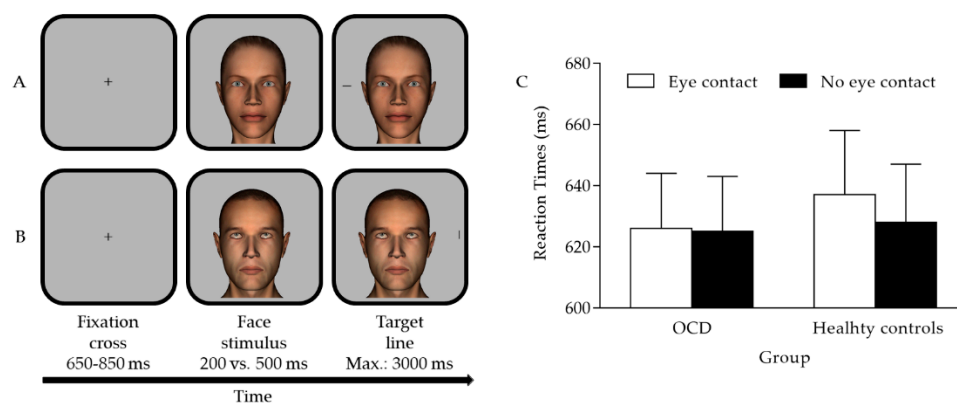 A
B
Fixation
cross
650-850 ms
Face
stimulus
200 vs. 500 ms
Target
line
Max.: 3000 ms
Time
C
Eye contact
No eye contact
Reaction Times (ms)
680
660
640
620
600
OCD
Healhty controls
Group